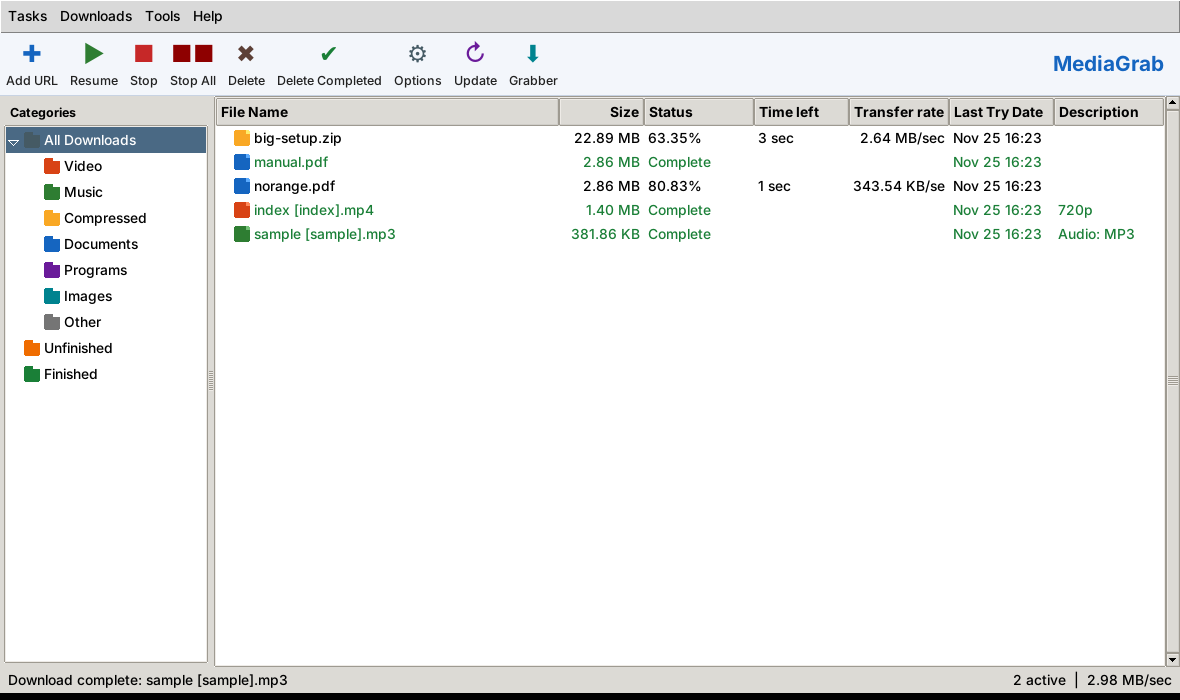 Tasks Downloads Tools Help
Add URL Resume Stop Stop All Delete Delete Completed Options Update Grabber
MediaGrab
Categories
All Downloads
Video
Music
Compressed
Documents
Programs
Images
Other
Unfinished
Finished
File Name Size Status Time left Transfer rate Last Try Date Description
big-setup.zip 22.89 MB 63.35% 3 sec 2.64 MB/sec Nov 25 16:23
manual.pdf 2.86 MB Complete Nov 25 16:23
norange.pdf 2.86 MB 80.83% 1 sec 343.54 KB/se Nov 25 16:23
index [index].mp4 1.40 MB Complete Nov 25 16:23 720p
sample [sample].mp3 381.86 KB Complete Nov 25 16:23 Audio: MP3
Download complete: sample [sample].mp3 2 active | 2.98 MB/sec